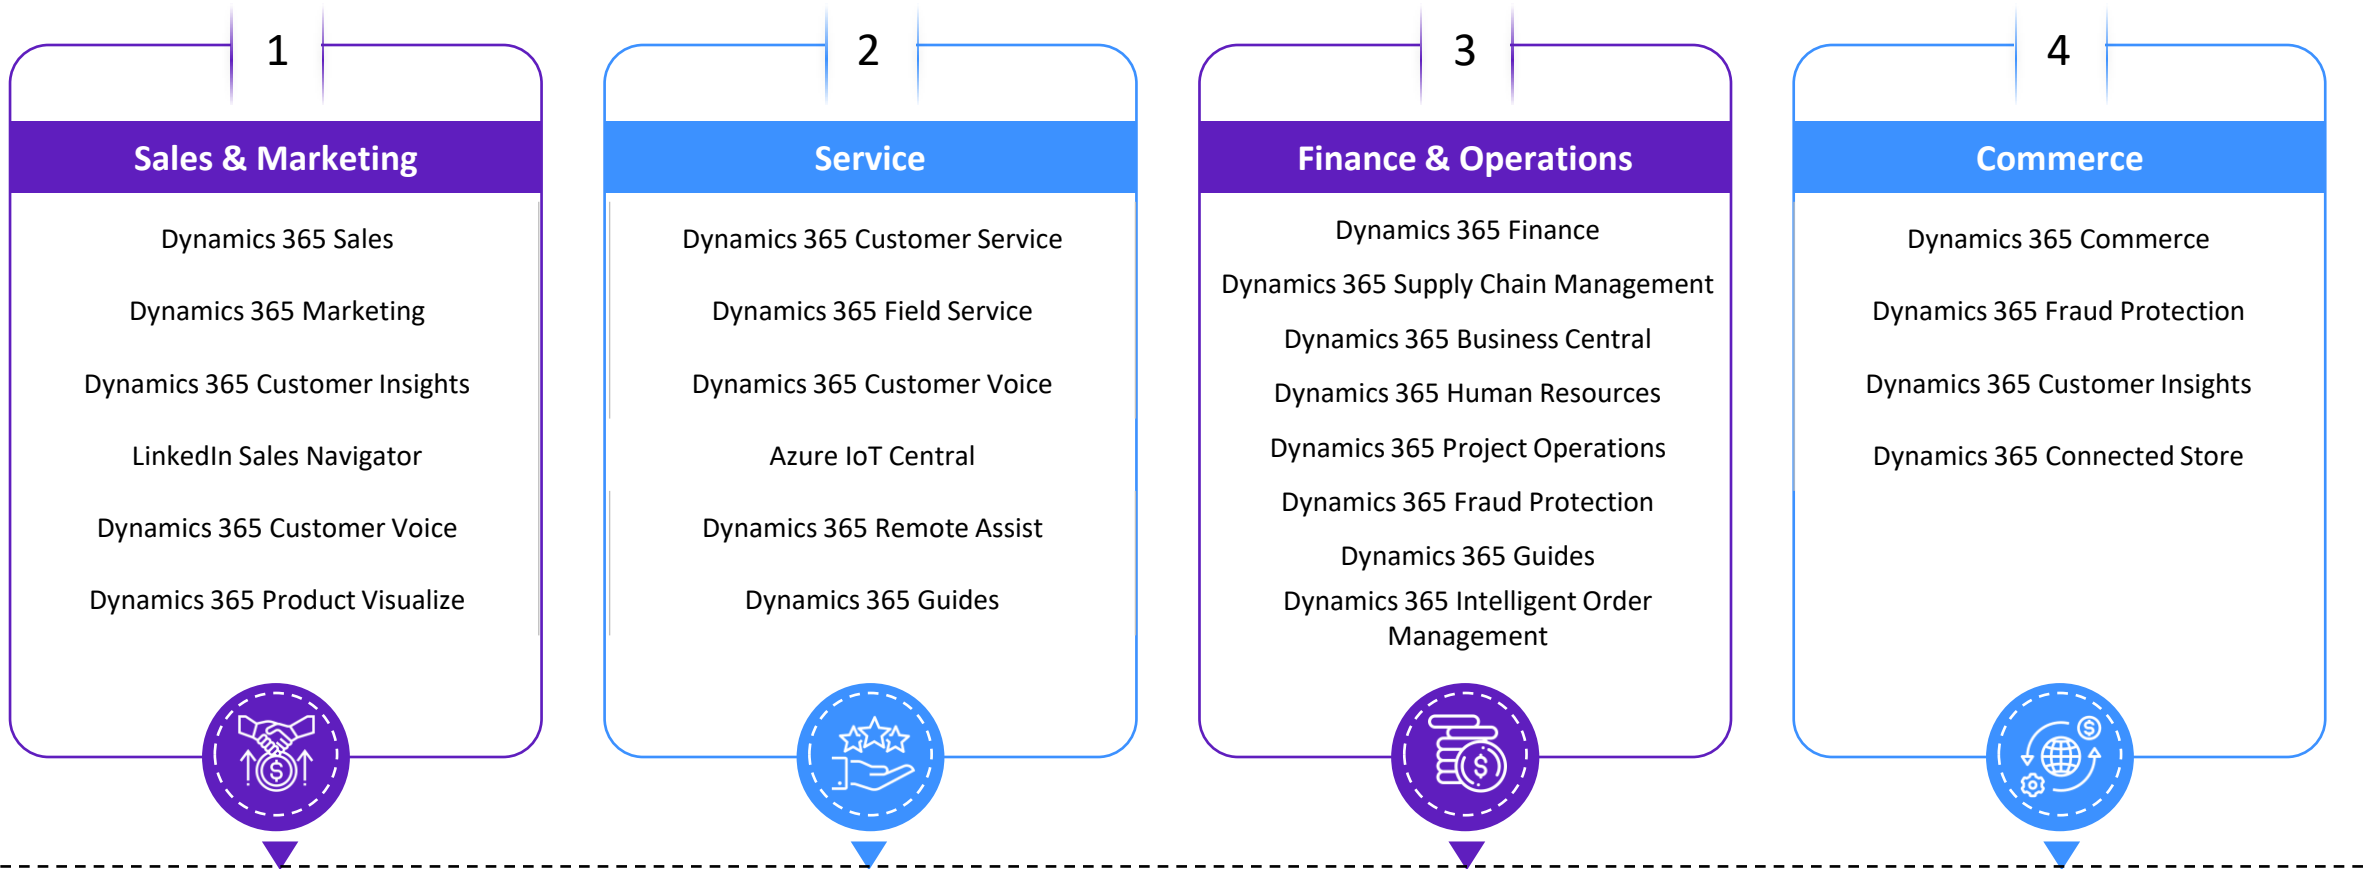 1
Sales & Marketing
Dynamics 365 Sales
Dynamics 365 Marketing
Dynamics 365 Customer Insights
LinkedIn Sales Navigator
Dynamics 365 Customer Voice
Dynamics 365 Product Visualize
2
Service
Dynamics 365 Customer Service
Dynamics 365 Field Service
Dynamics 365 Customer Voice
Azure IoT Central
Dynamics 365 Remote Assist
Dynamics 365 Guides
3
Finance & Operations
Dynamics 365 Finance
Dynamics 365 Supply Chain Management
Dynamics 365 Business Central
Dynamics 365 Human Resources
Dynamics 365 Project Operations
Dynamics 365 Fraud Protection
Dynamics 365 Guides
Dynamics 365 Intelligent Order
Management
4
Commerce
Dynamics 365 Commerce
Dynamics 365 Fraud Protection
Dynamics 365 Customer Insights
Dynamics 365 Connected Store